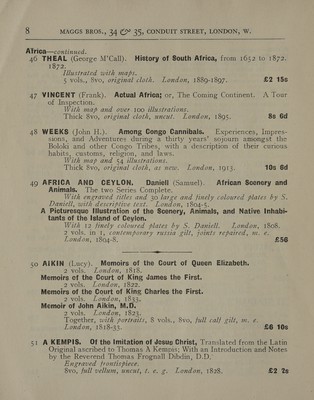 8 MAGGS BROS., 34 & 35, CONDUIT STREET, LONDON, W.
Africa—continued.
46 THEAL (George M'Call). History of South Africa, from 1652 to 1872.
1872.
Illustrated with maps.
5 vols., 8vo, original cloth. London, 1889-1897. £2 15s
47 VINCENT (Frank). Actual Africa; or, The Coming Continent. A Tour
of Inspection.
With map and over 100 illustrations.
Thick 8vo, original cloth, uncut. London, 1895. 8s 6d
48 WEEKS (John H.). Among Congo Cannibals. Experiences, Impres-
sions, and Adventures during a thirty years' sojourn amongst the
Boloki and other Congo Tribes, with a description of their curious
habits, customs, religion, and laws.
With map and 54 illustrations.
Thick 8vo, original cloth, as new. London, 1913. 10s 6d
49 AFRICA AND CEYLON. Daniell (Samuel). African Scenery and
Animals. The two Series Complete.
With engraved titles and 30 large and finely coloured plates by S.
Daniell, with descriptive text. London, 1804-5.
A Picturesque Illustration of the Scenery, Animals, and Native Inhabi-
tants of the Island of Ceylon.
With 12 finely coloured plates by S. Daniell. London, 1808.
2 vols. in 1, contemporary russia gilt, joints repaired, m. e.
London, 1804-8. £56
50 AIKIN (Lucy). Memoirs of the Court of Queen Elizabeth.
2 vols. London, 1818.
Memoirs of the Court of King James the First.
2 vols. London, 1822.
Memoirs of the Court of King Charles the First.
2 vols. London, 1833.
Memoir of John Aikin, M.D.
2 vols. London, 1823.
Together, with portraits, 8 vols., 8vo, full calf gilt, m. e.
London, 1818-33. £6 10s
51 A KEMPIS. Of the Imitation of Jesus Christ, Translated from the Latin
Original ascribed to Thomas A Kempis; With an Introduction and Notes
by the Reverend Thomas Frognall Dibdin, D.D.
Engraved frontispiece.
8vo, full vellum, uncut, t. e. g. London, 1828. £2 2s